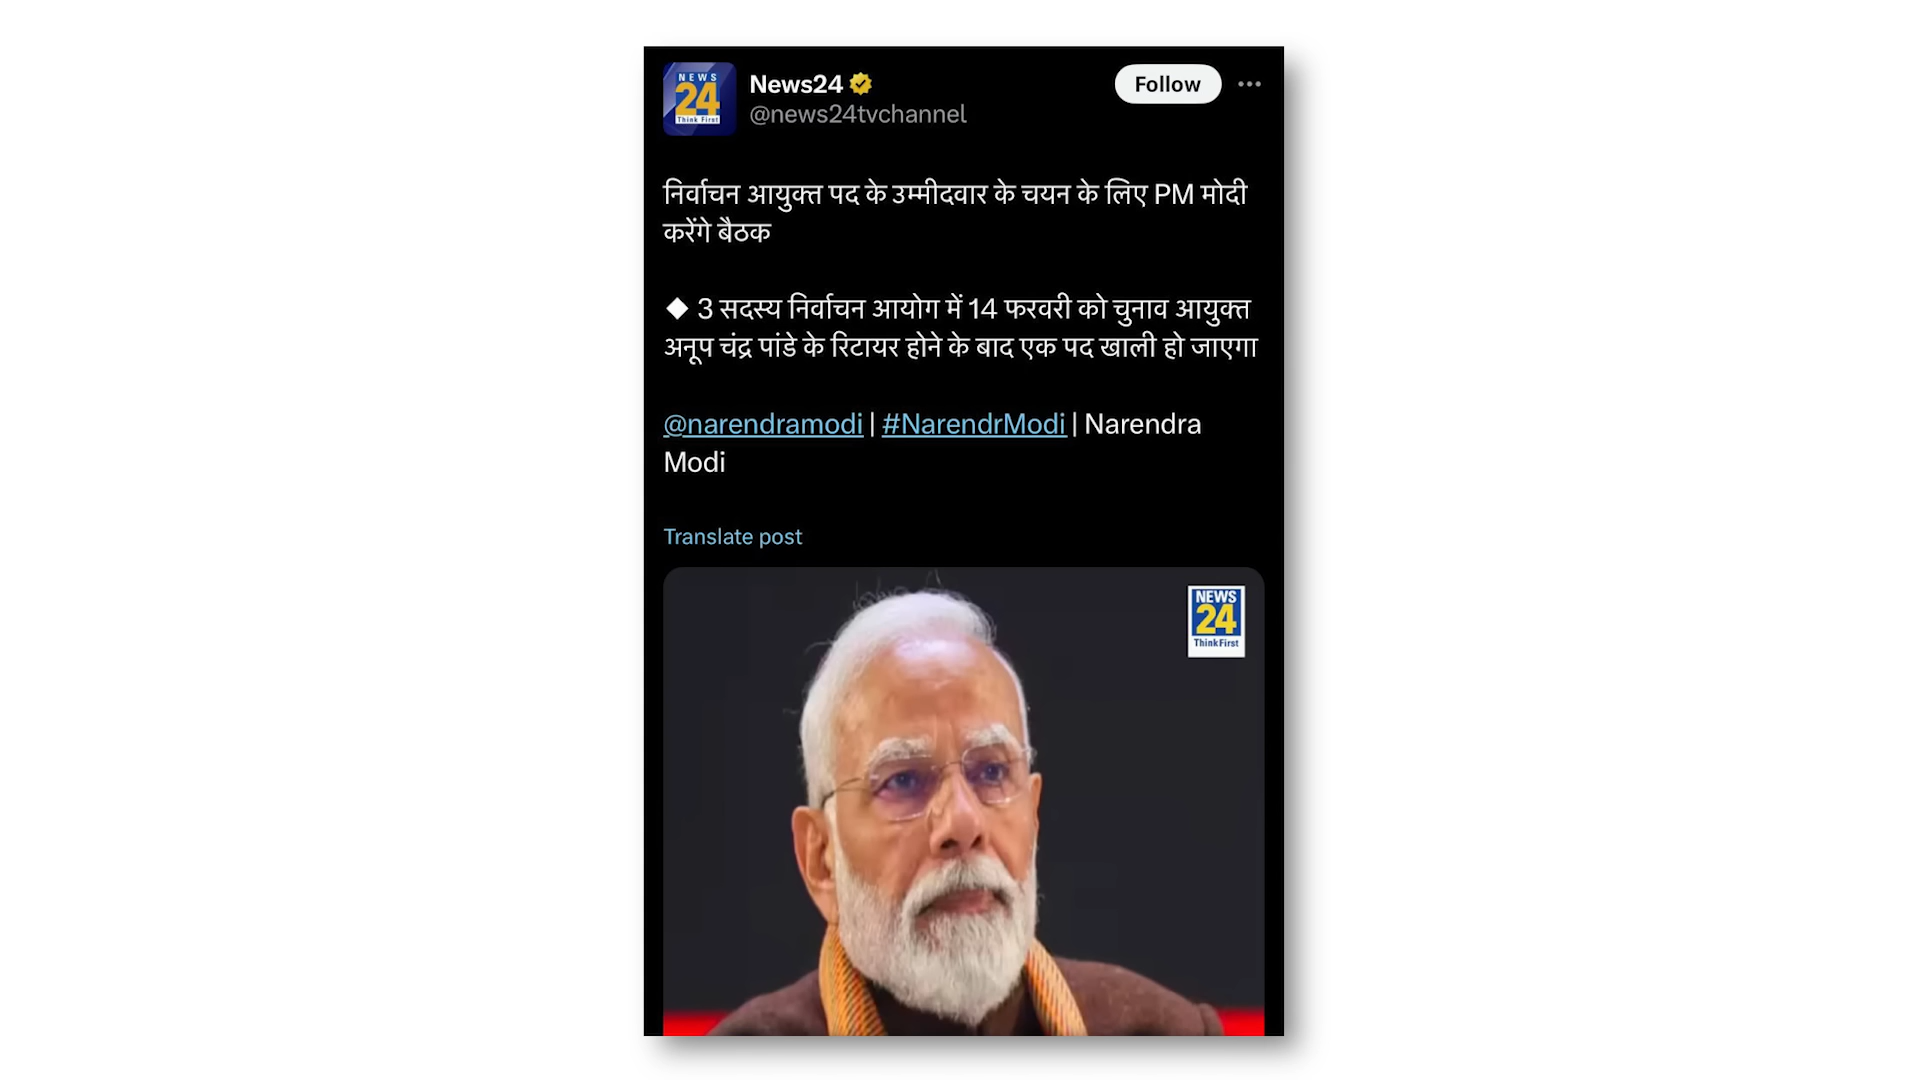 NEWS
24
Think First
News24
@news24tvchannel
Follow
निर्वाचन आयुक्त पद के उम्मीदवार के चयन के लिए PM मोदी
करेंगे बैठक
◆ 3 सदस्य निर्वाचन आयोग में 14 फरवरी को चुनाव आयुक्त
अनूप चंद्र पांडे के रिटायर होने के बाद एक पद खाली हो जाएगा
@narendramodi | #NarendrModi | Narendra
Modi
Translate post
NEWS
24
Think First